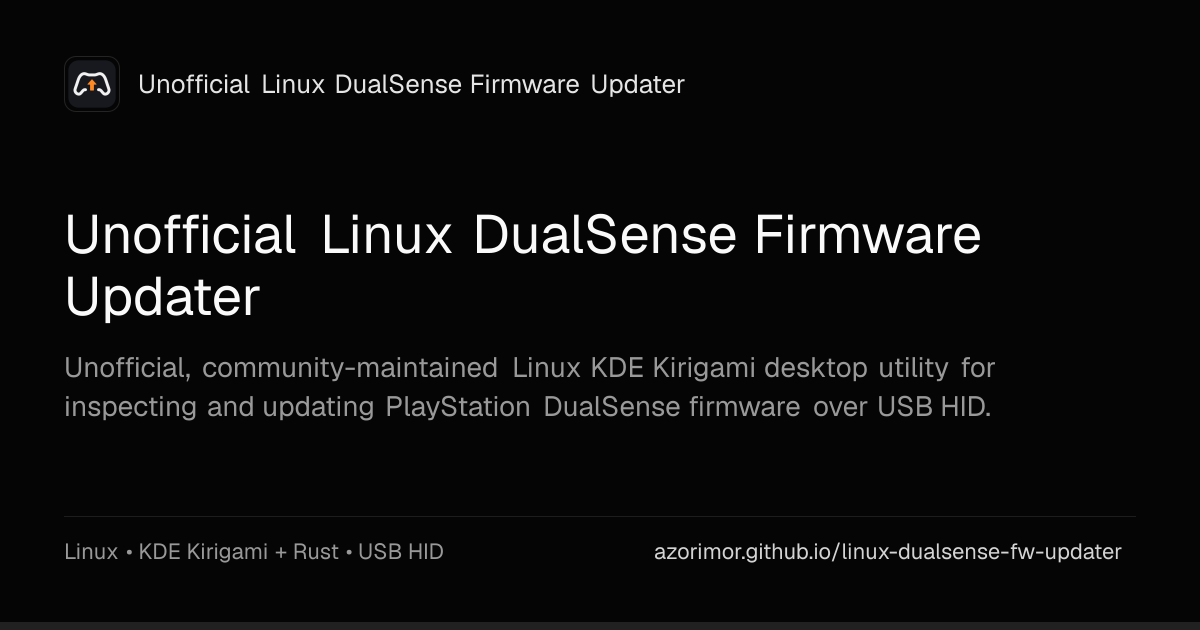 Unofficial Linux DualSense Firmware Updater
Unofficial Linux DualSense Firmware
Updater
Unofficial, community-maintained Linux KDE Kirigami desktop utility for
inspecting and updating PlayStation DualSense firmware over USB HID.
Linux • KDE Kirigami + Rust • USB HID
azorimor.github.io/linux-dualsense-fw-updater